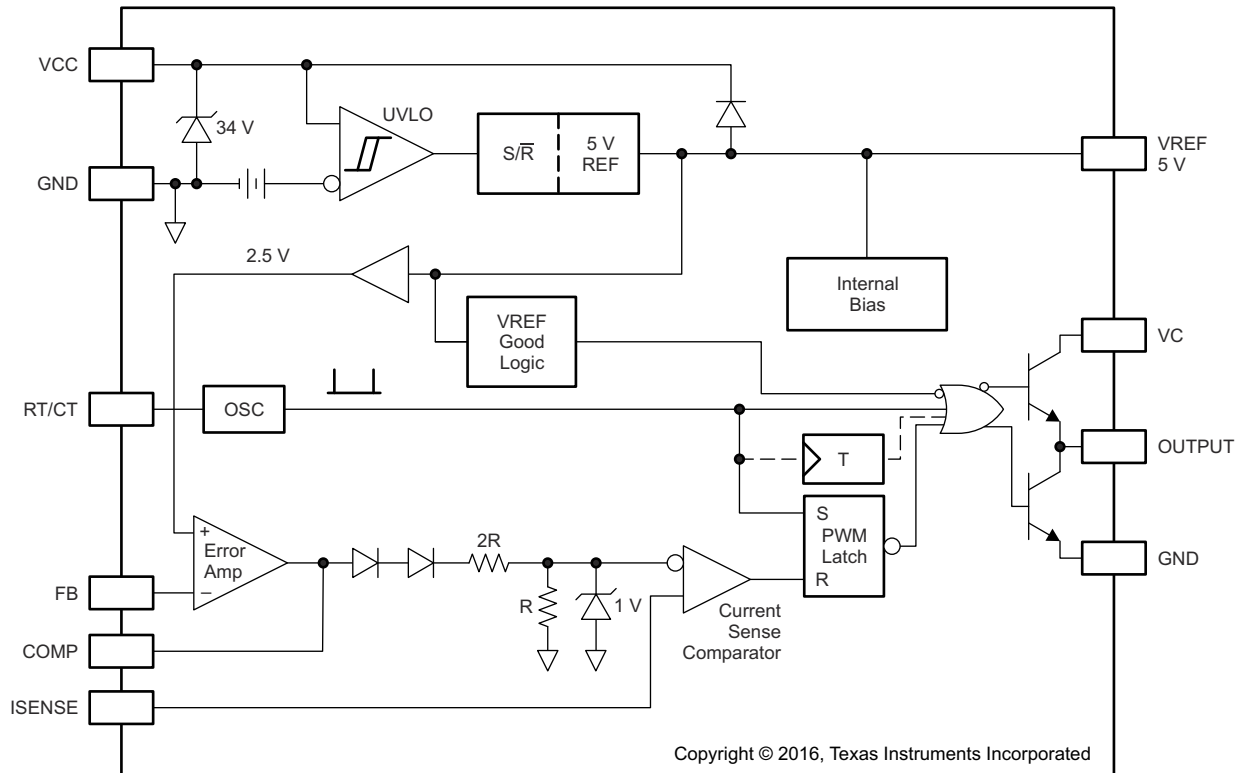 VCC
UVLO
34 V
S/R̅
5 V
REF
VREF
5 V
GND
2.5 V
Internal
Bias
VREF
Good
Logic
VC
RT/CT
OSC
T
OUTPUT
S
PWM
Latch
R
+
Error
Amp
−
2R
R
1 V
GND
FB
Current
Sense
Comparator
COMP
ISENSE
Copyright © 2016, Texas Instruments Incorporated